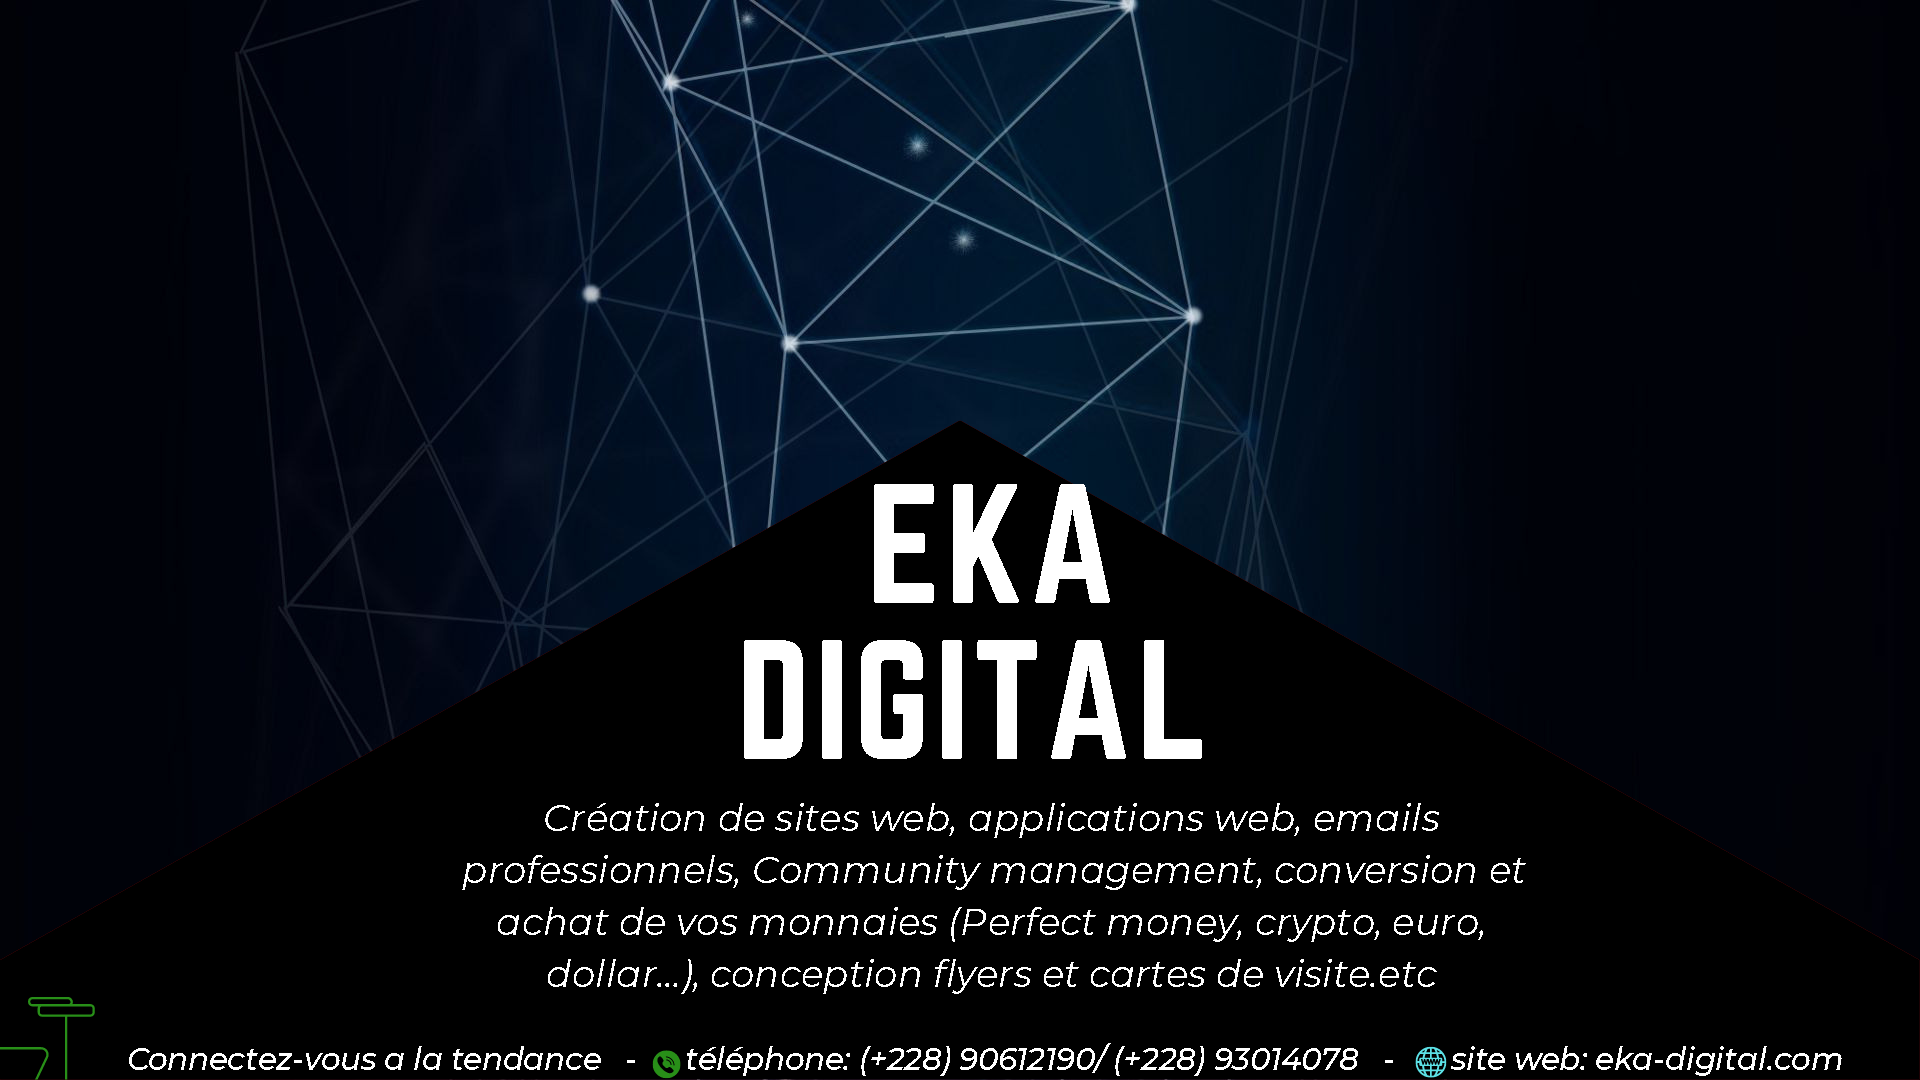 EKA
DIGITAL
Création de sites web, applications web, emails
professionnels, Community management, conversion et
achat de vos monnaies (Perfect money, crypto, euro,
dollar...), conception flyers et cartes de visite.etc
Connectez-vous a la tendance - téléphone: (+228) 90612190/ (+228) 93014078 - site web: eka-digital.com